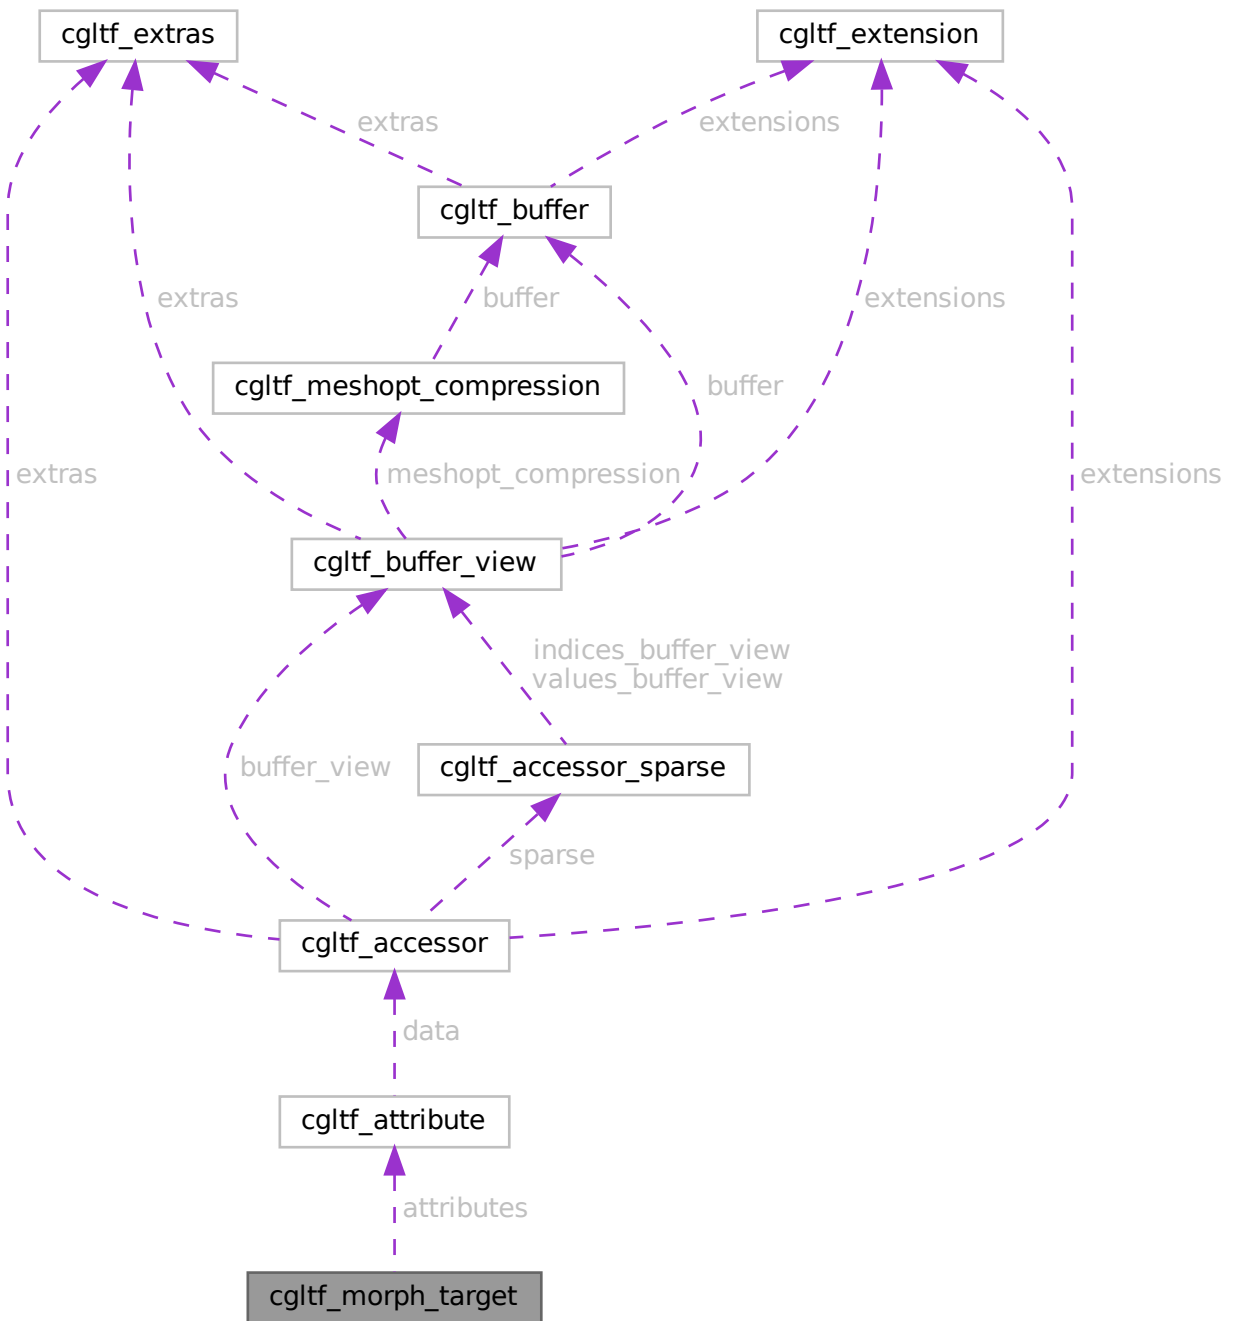 cgltf_extras
cgltf_extension
extras
extensions
cgltf_buffer
extras
buffer
extensions
cgltf_meshopt_compression
buffer
extras
meshopt_compression
extensions
cgltf_buffer_view
indices_buffer_view
values_buffer_view
buffer_view
cgltf_accessor_sparse
sparse
cgltf_accessor
data
cgltf_attribute
attributes
cgltf_morph_target